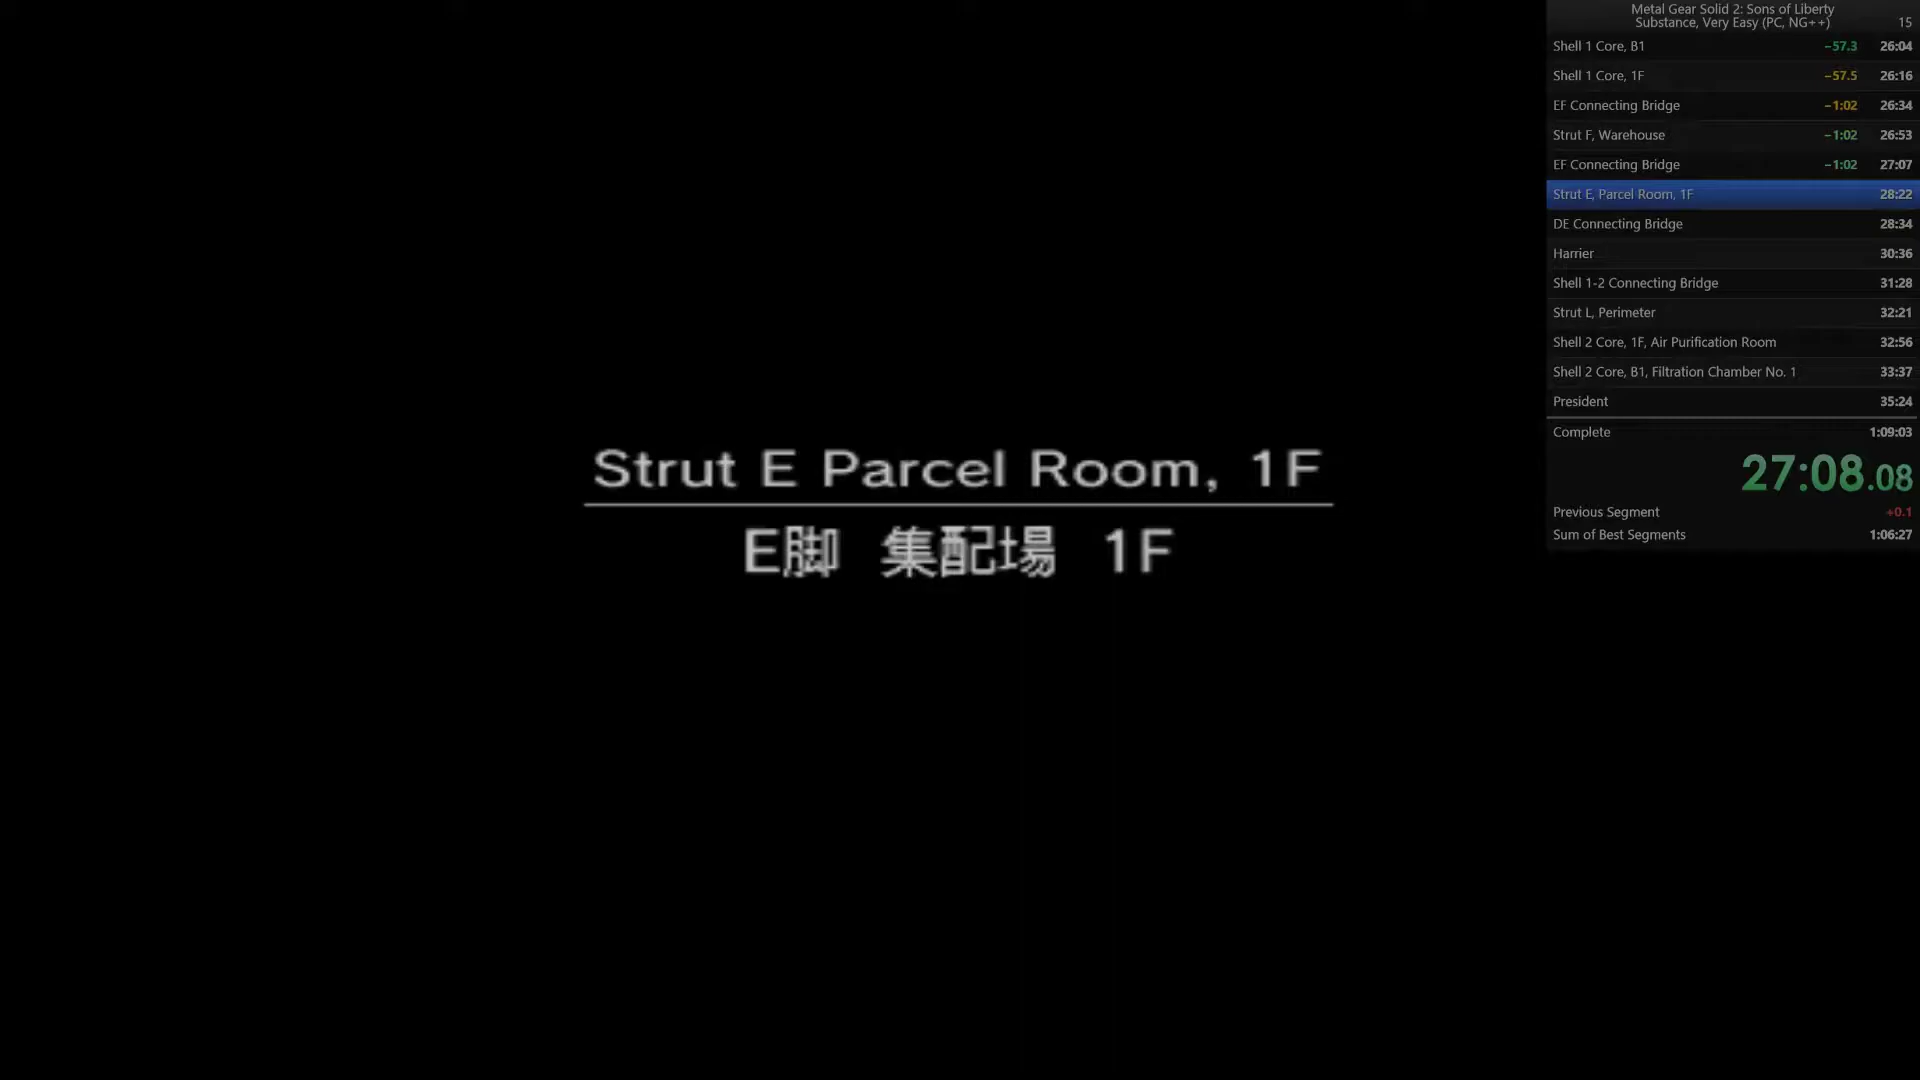 Metal Gear Solid 2: Sons of Liberty
Substance, Very Easy (PC, NG++) 15
Shell 1 Core, B1 −57.3 26:04
Shell 1 Core, 1F −57.5 26:16
EF Connecting Bridge −1:02 26:34
Strut F, Warehouse −1:02 26:53
EF Connecting Bridge −1:02 27:07
Strut E, Parcel Room, 1F 28:22
DE Connecting Bridge 28:34
Harrier 30:36
Shell 1-2 Connecting Bridge 31:28
Strut L, Perimeter 32:21
Shell 2 Core, 1F, Air Purification Room 32:56
Shell 2 Core, B1, Filtration Chamber No. 1 33:37
President 35:24
Complete 1:09:03
27:08.08
Previous Segment +0.1
Sum of Best Segments 1:06:27
Strut E Parcel Room, 1F
E脚 集配場 1F